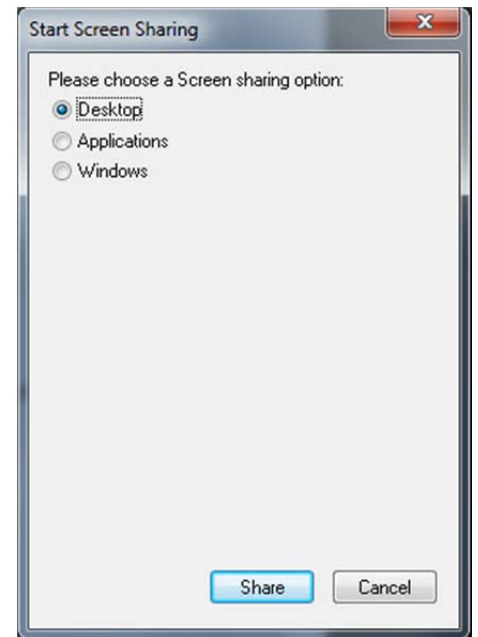 Start Screen Sharing
Please choose a Screen sharing option:
Desktop
Applications
Windows
Share Cancel